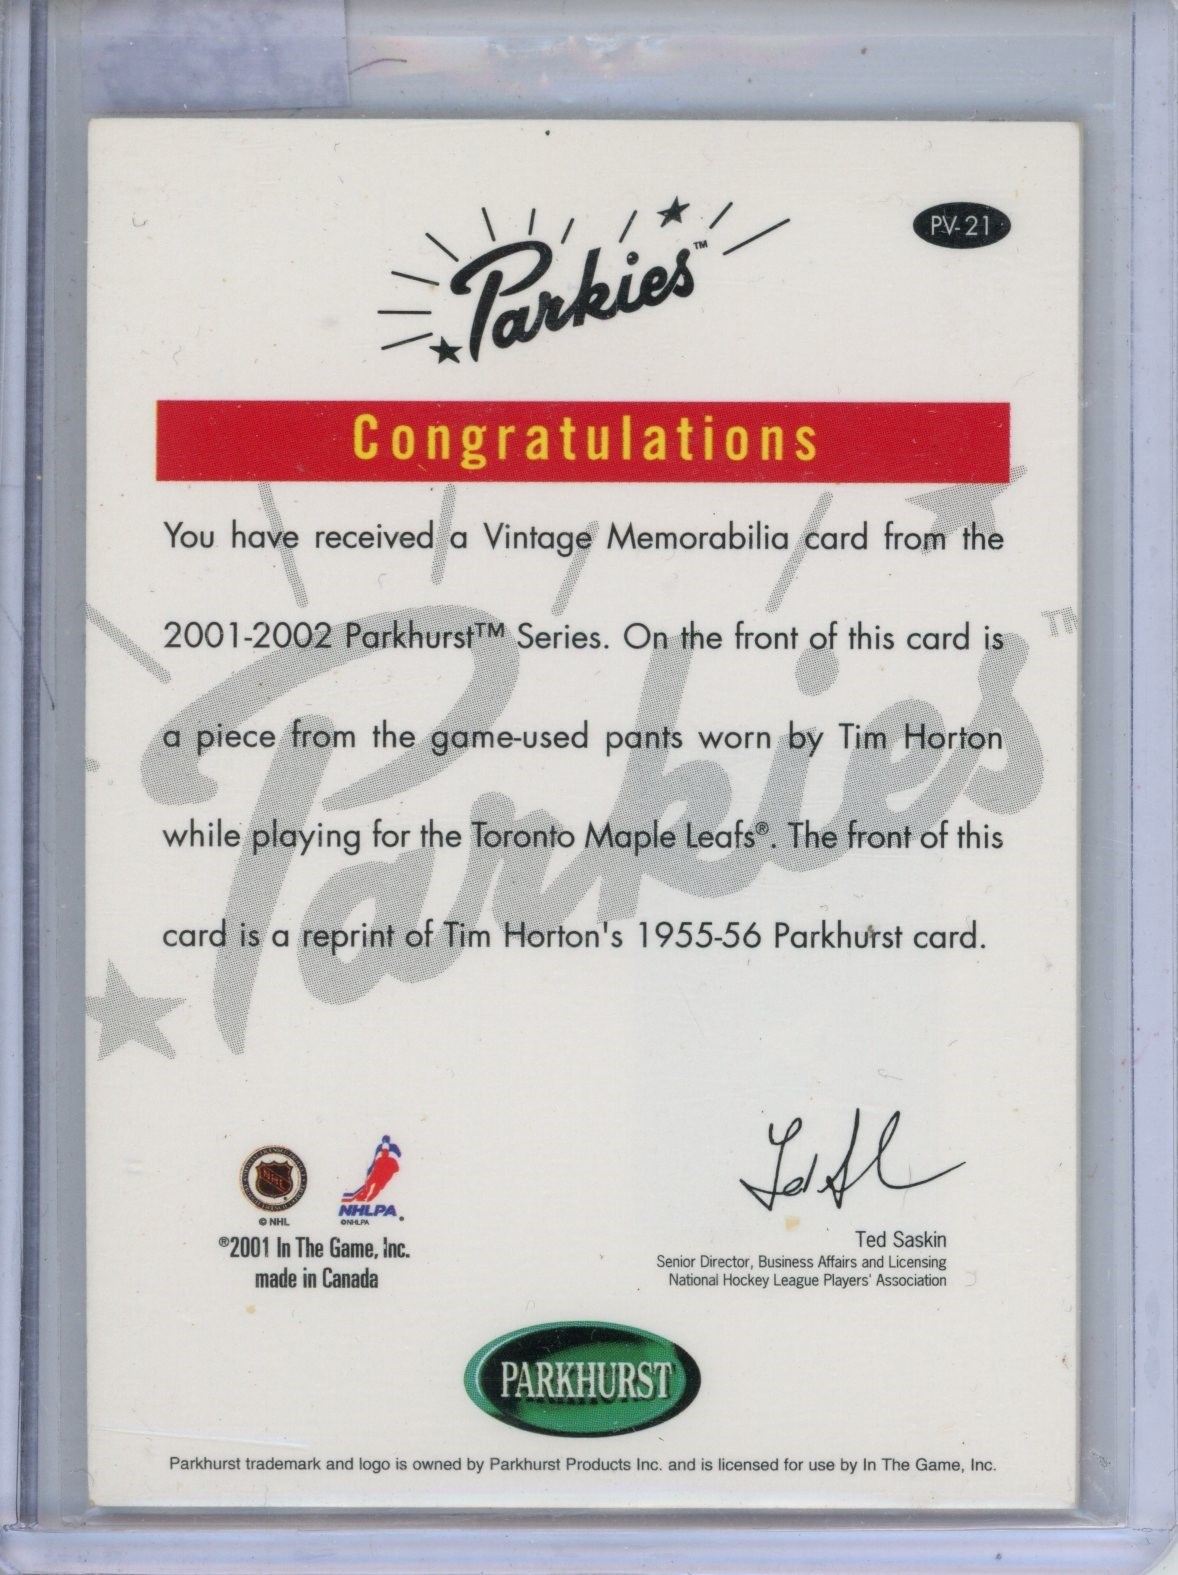 PV-21
Parkies™
Congratulations
You have received a Vintage Memorabilia card from the
2001-2002 Parkhurst™ Series. On the front of this card is
a piece from the game-used pants worn by Tim Horton
while playing for the Toronto Maple Leafs®. The front of this
card is a reprint of Tim Horton's 1955-56 Parkhurst card.
Parkies™
NHL
© NHL
NHLPA®
©NHLPA
®2001 In The Game, Inc.
made in Canada
Ted Saskin
Senior Director, Business Affairs and Licensing
National Hockey League Players' Association
PARKHURST
Parkhurst trademark and logo is owned by Parkhurst Products Inc. and is licensed for use by In The Game, Inc.